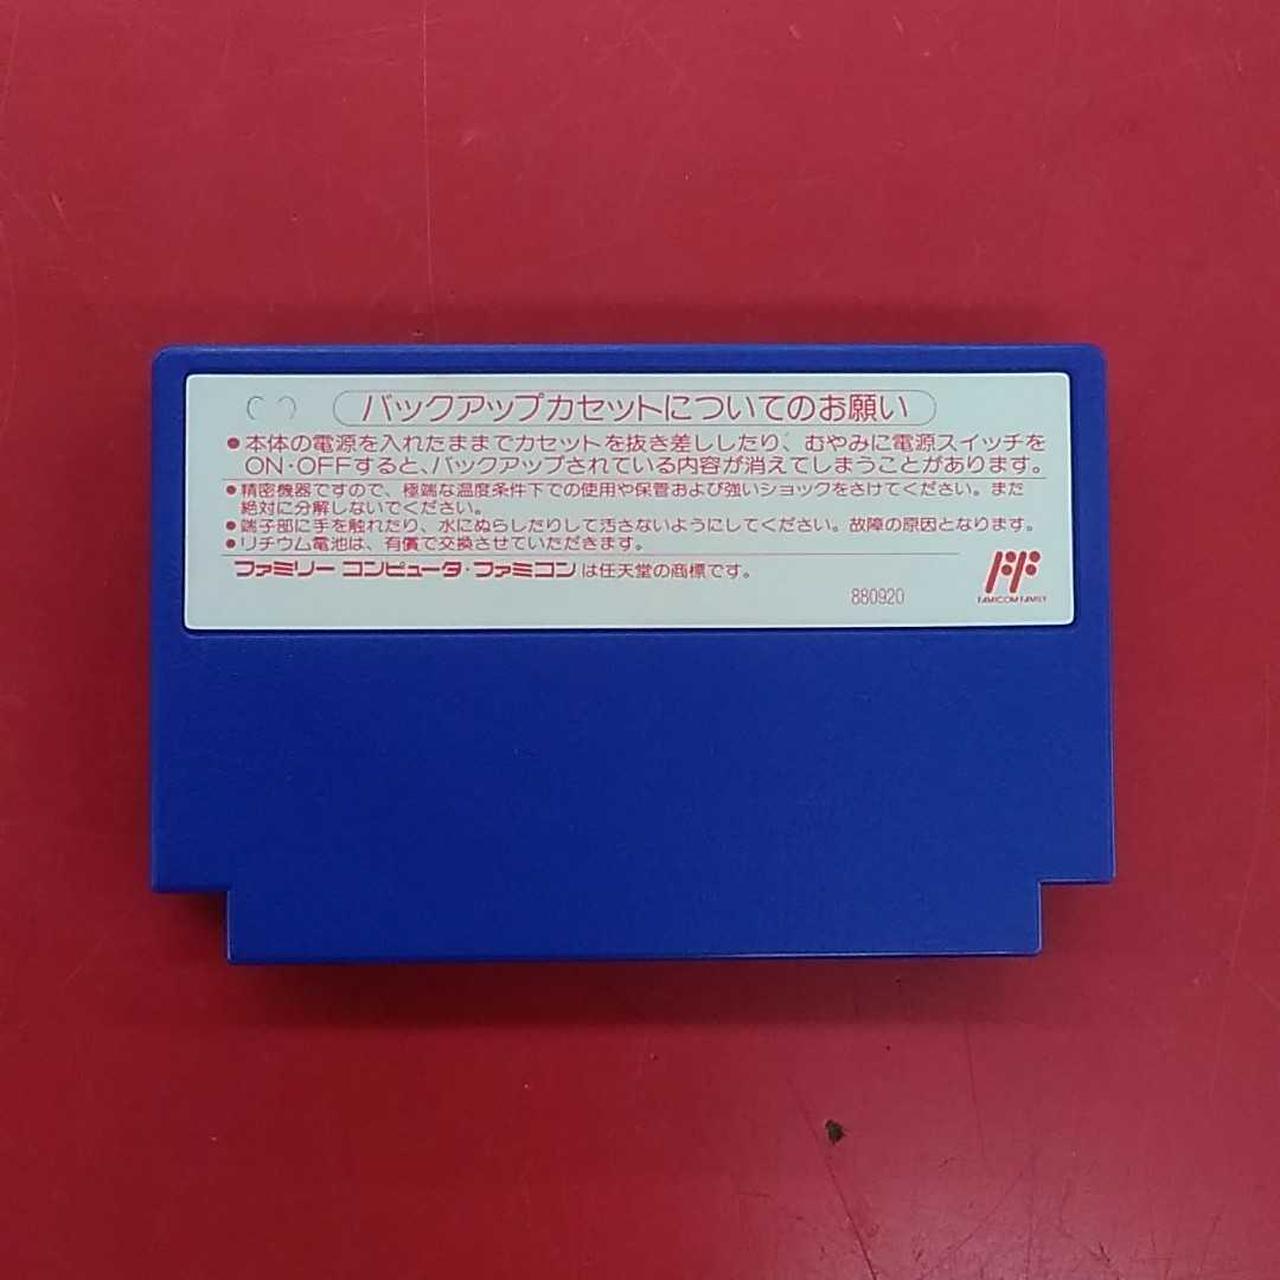 バックアップカセットについてのお願い
●本体の電源を入れたままでカセットを抜き差ししたり、むやみに電源スイッチを
ON・OFFすると、バックアップされている内容が消えてしまうことがあります。
●精密機器ですので、極端な温度条件下での使用や保管および強いショックをさけてください。また
絶対に分解しないでください。
●端子部に手を触れたり、水にぬらしたりして汚さないようにしてください。故障の原因となります。
●リチウム電池は、有償で交換させていただきます。
ファミリーコンピュータ・ファミコンは任天堂の商標です。
880920
FAMICOM FAMILY